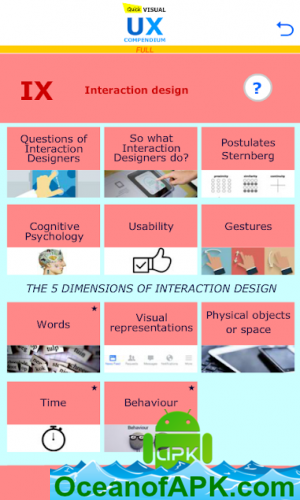 Quick VISUAL
UX
COMPENDEUM
FULL
IX
Interaction design
?
Questions of
Interaction
Designers
So what
Interaction
Designers do?
Postulates
Sternberg
Cognitive
Psychology
Usability
Gestures
THE 5 DIMENSIONS OF INTERACTION DESIGN
Words
Visual
representations
Physical objects
or space
Time
Behaviour
Behaviour
APK
OceanofAPK.com